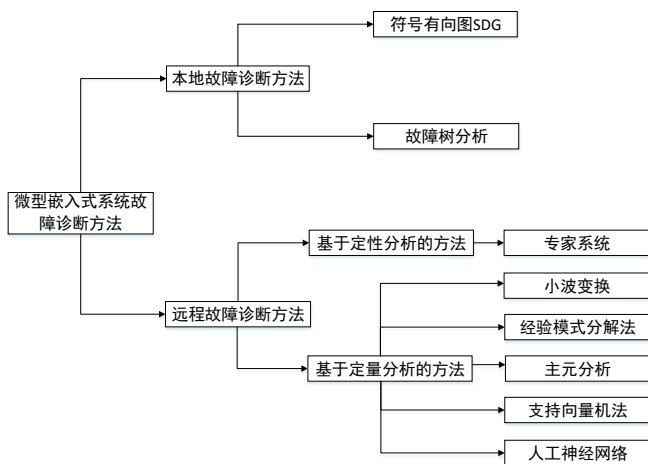 符号有向图SDG
本地故障诊断方法
故障树分析
微型嵌入式系统故
障诊断方法
基于定性分析的方法
专家系统
小波变换
远程故障诊断方法
经验模式分解法
基于定量分析的方法
主元分析
支持向量机法
人工神经网络